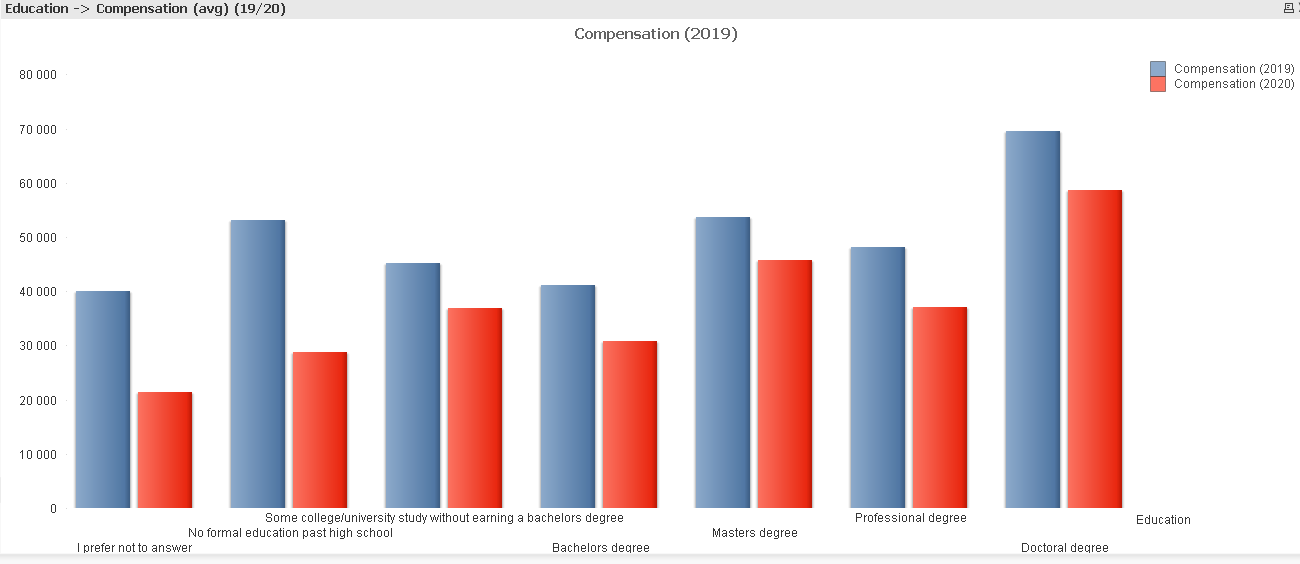 Education -> Compensation (avg) (19/20)
Compensation (2019)
Compensation (2019)
Compensation (2020)
80 000
70 000
60 000
50 000
40 000
30 000
20 000
10 000
0
Some college/university study without earning a bachelors degree
Professional degree
Education
No formal education past high school
Masters degree
I prefer not to answer
Bachelors degree
Doctoral degree